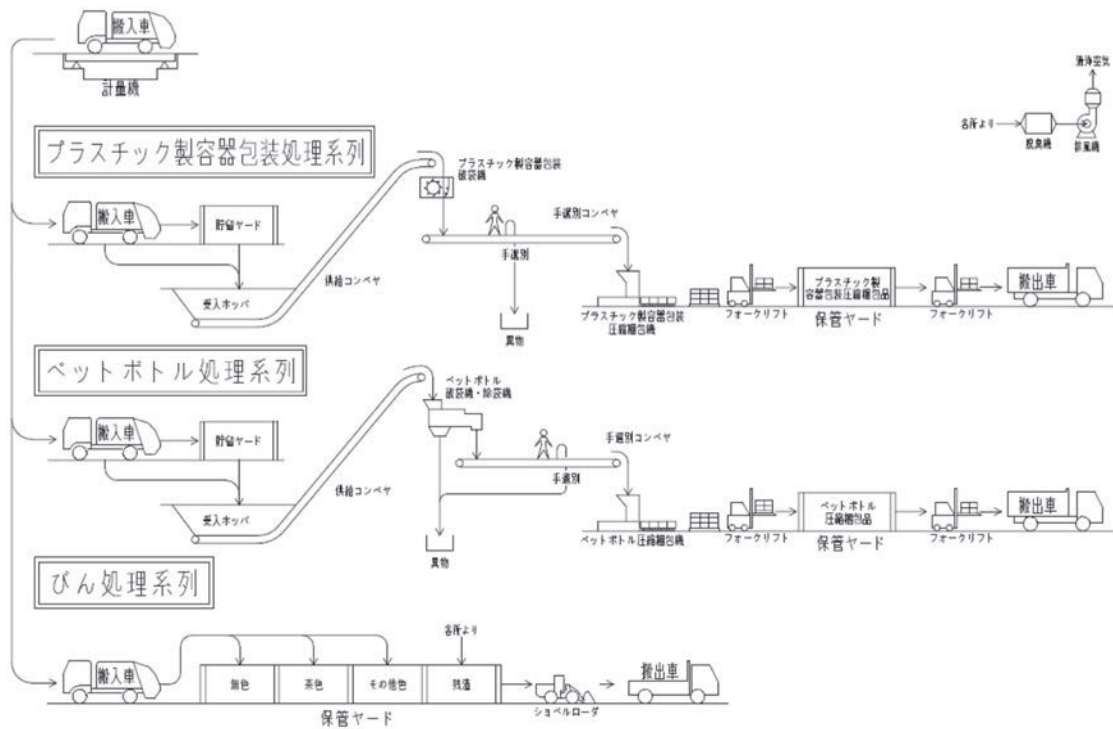 搬入車
計量機
清浄空気
各所より
脱臭機
排風機
プラスチック製容器包装処理系列
プラスチック製容器包装
破袋機
搬入車
貯留ヤード
手選別コンベヤ
手選別
供給コンベヤ
受入ホッパ
異物
プラスチック製容器包装
圧縮梱包機
フォークリフト
プラスチック製
容器包装圧縮梱包品
保管ヤード
フォークリフト
搬出車
ペットボトル処理系列
ペットボトル
破袋機・除袋機
搬入車
貯留ヤード
手選別コンベヤ
手選別
供給コンベヤ
受入ホッパ
異物
ペットボトル圧縮梱包機
フォークリフト
ペットボトル
圧縮梱包品
保管ヤード
フォークリフト
搬出車
びん処理系列
各所より
搬入車
無色
茶色
その他色
残渣
保管ヤード
ショベルローダ
搬出車